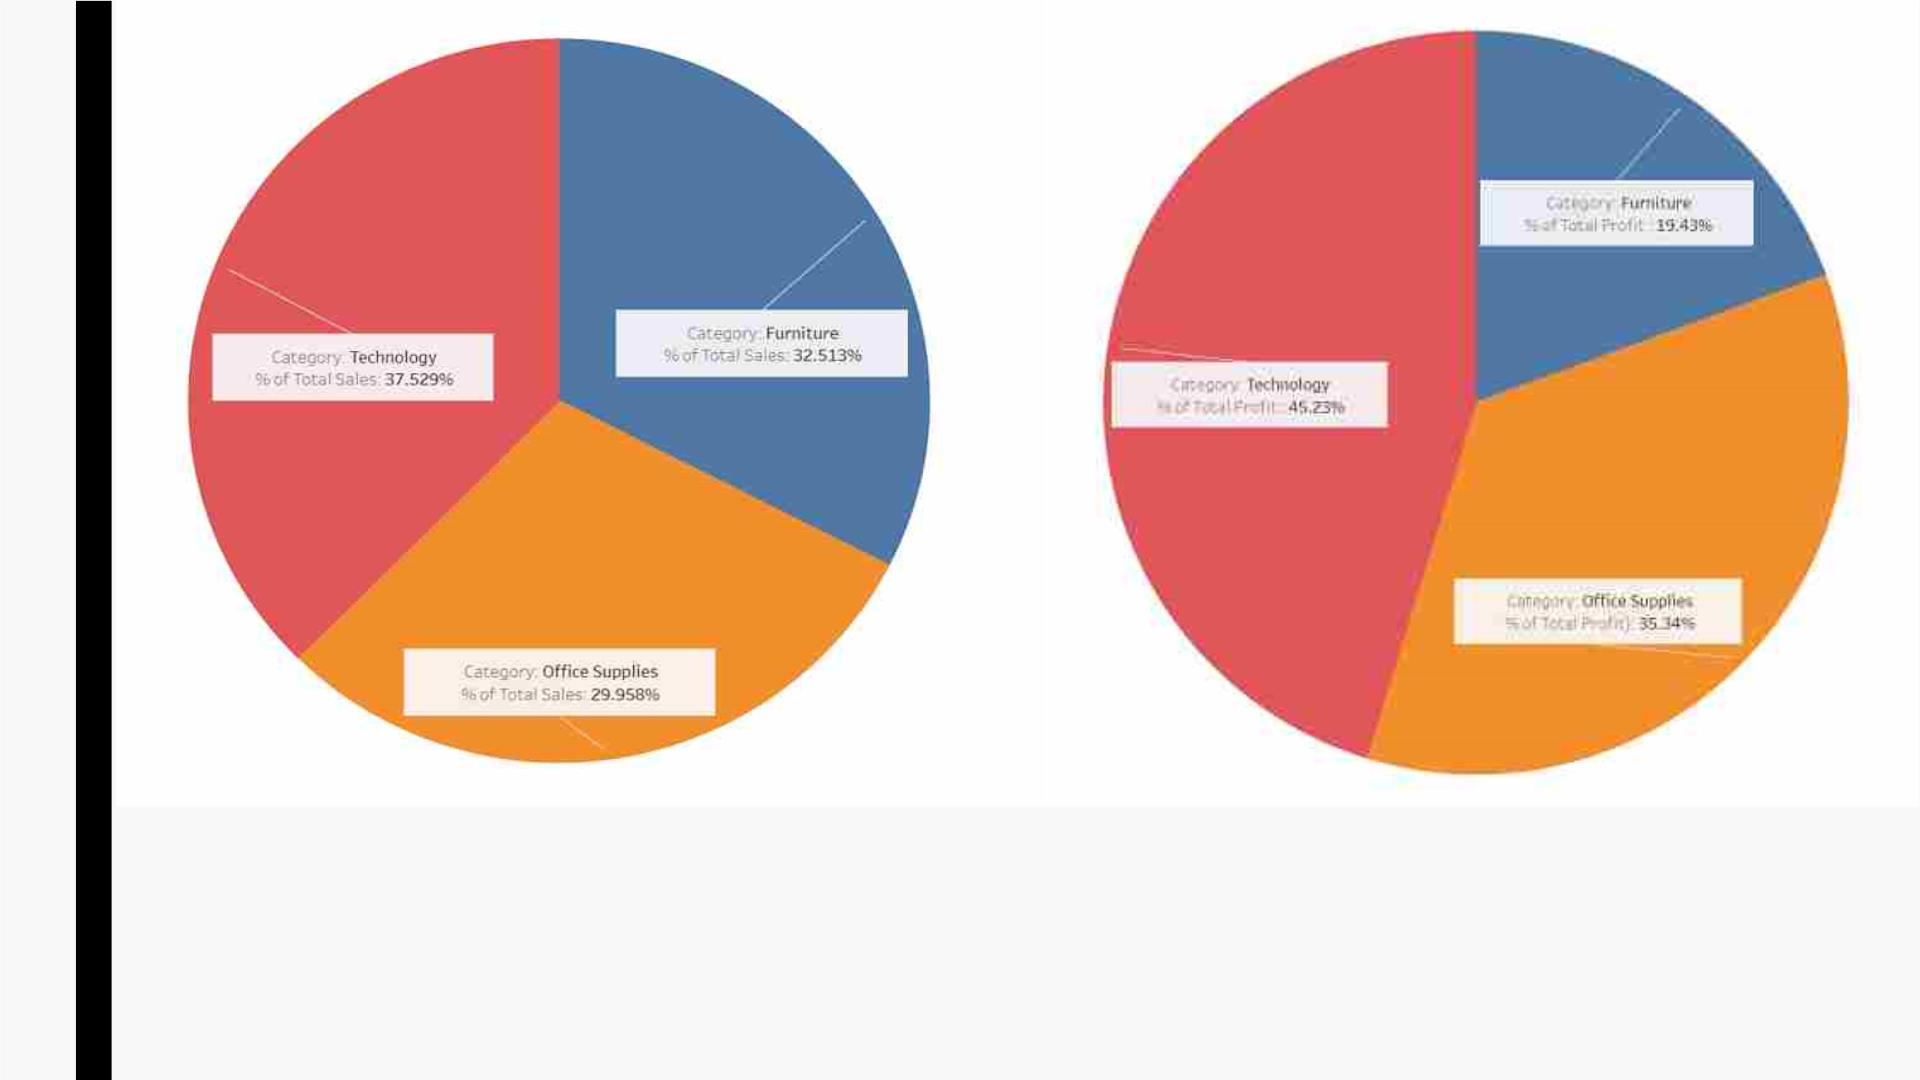 Category: Furniture
% of Total Sales: 32.513%
Category: Technology
% of Total Sales: 37.529%
Category: Office Supplies
% of Total Sales: 29.958%
Category: Furniture
% of Total Profit : 19.43%
Category: Technology
% of Total Profit : 45.23%
Category: Office Supplies
% of Total Profit): 35.34%